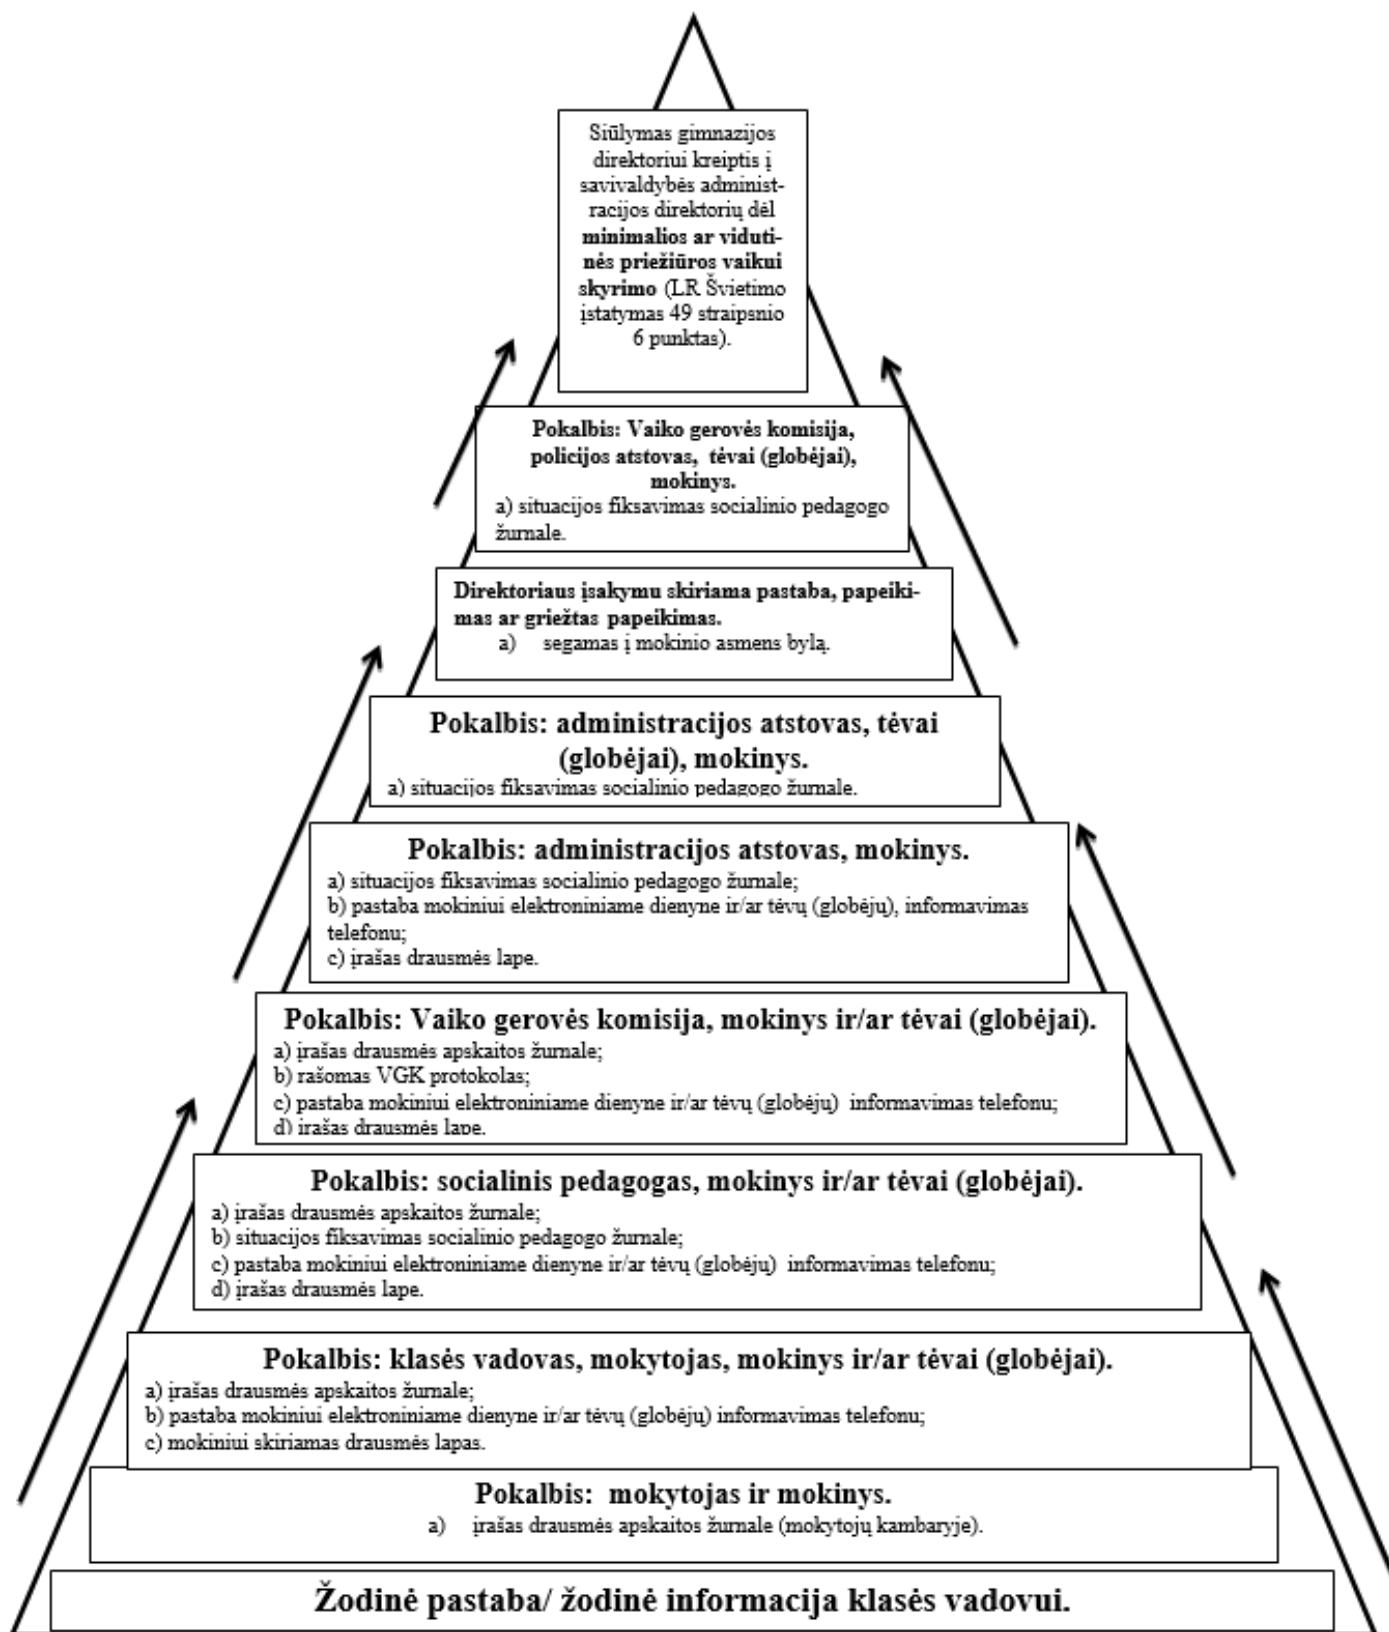 Siūlymas gimnazijos
direktoriui kreiptis į
savivaldybės administ-
racijos direktorių dėl
minimalios ar viduti-
nės priežiūros vaikui
skyrimo (LR Švietimo
įstatymas 49 straipsnio
6 punktas).
Pokalbis: Vaiko gerovės komisija,
policijos atstovas, tėvai (globėjai),
mokinys.
a) situacijos fiksavimas socialinio pedagogo
žurnale.
Direktoriaus įsakymu skiriama pastaba, papeiki-
mas ar griežtas papeikimas.
a) segamas į mokinio asmens bylą.
Pokalbis: administracijos atstovas, tėvai
(globėjai), mokinys.
a) situacijos fiksavimas socialinio pedagogo žurnale.
Pokalbis: administracijos atstovas, mokinys.
a) situacijos fiksavimas socialinio pedagogo žurnale;
b) pastaba mokiniui elektroniniame dienyne ir/ar tėvų (globėjų), informavimas
telefonu;
c) įrašas drausmės lape.
Pokalbis: Vaiko gerovės komisija, mokinys ir/ar tėvai (globėjai).
a) įrašas drausmės apskaitos žurnale;
b) rašomas VGK protokolas;
c) pastaba mokiniui elektroniniame dienyne ir/ar tėvų (globėjų) informavimas telefonu;
d) įrašas drausmės lape.
Pokalbis: socialinis pedagogas, mokinys ir/ar tėvai (globėjai).
a) įrašas drausmės apskaitos žurnale;
b) situacijos fiksavimas socialinio pedagogo žurnale;
c) pastaba mokiniui elektroniniame dienyne ir/ar tėvų (globėjų) informavimas telefonu;
d) įrašas drausmės lape.
Pokalbis: klasės vadovas, mokytojas, mokinys ir/ar tėvai (globėjai).
a) įrašas drausmės apskaitos žurnale;
b) pastaba mokiniui elektroniniame dienyne ir/ar tėvų (globėjų) informavimas telefonu;
c) mokiniui skiriamas drausmės lapas.
Pokalbis: mokytojas ir mokinys.
a) įrašas drausmės apskaitos žurnale (mokytojų kambaryje).
Žodinė pastaba/ žodinė informacija klasės vadovui.